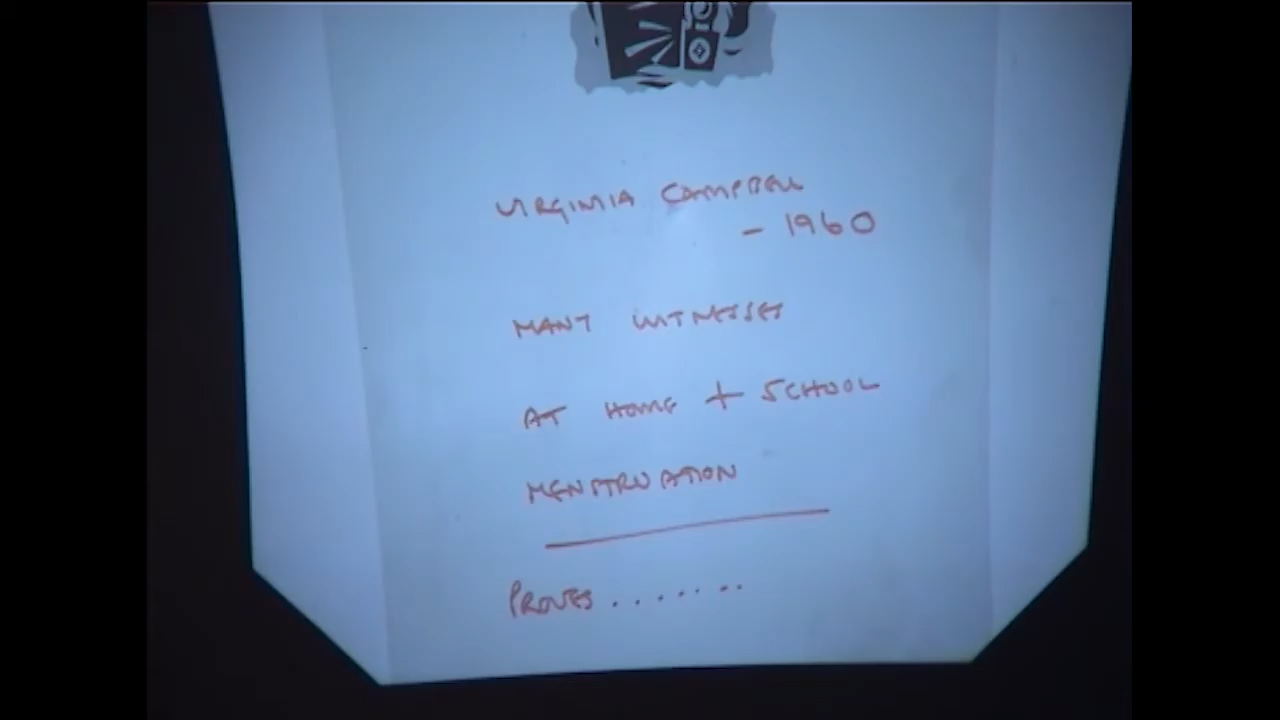 VIRGINIA CAMPBELL
- 1960
MANY WITNESSES
AT HOME + SCHOOL
MENSTRUATION
PROVES ........